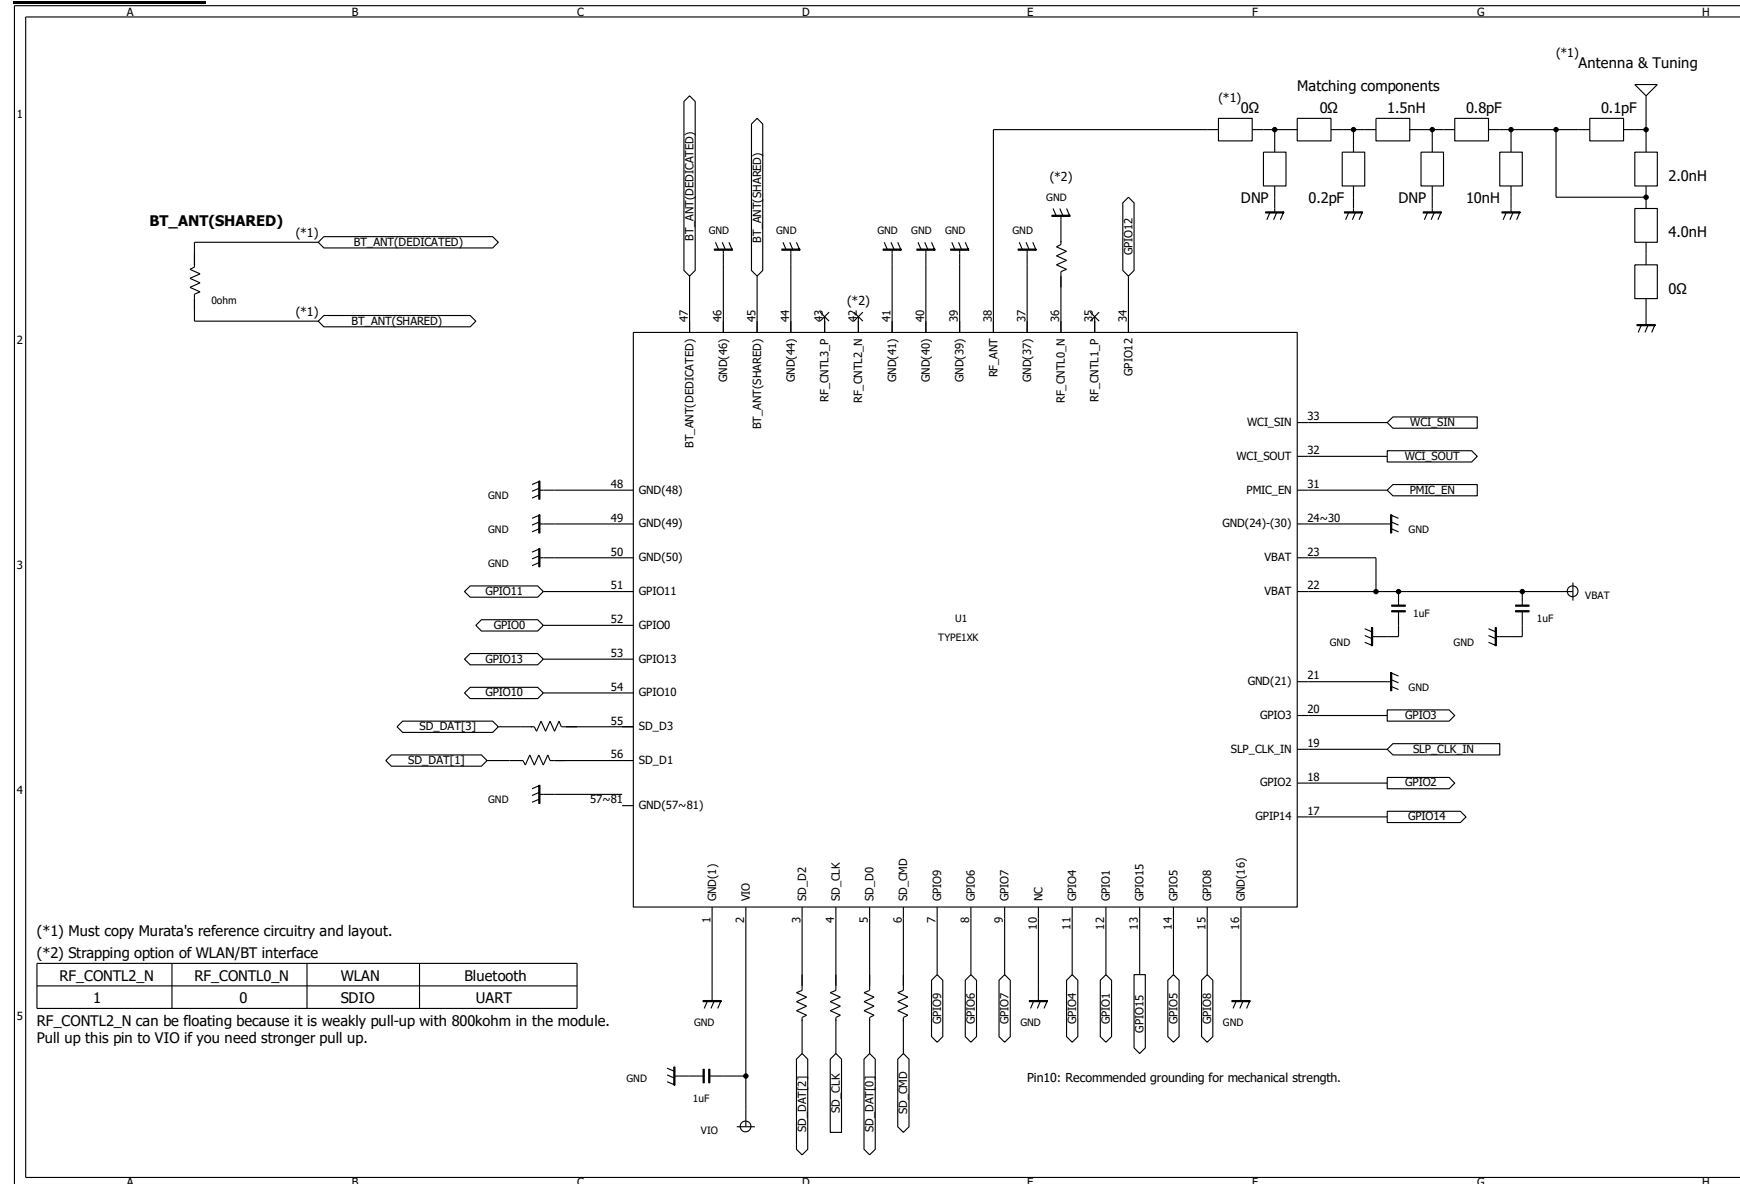 A B C D E F G H
(*1) Antenna & Tuning
Matching components
1
(*1) 0Ω 0Ω 1.5nH 0.8pF 0.1pF
DNP 0.2pF DNP 10nH 2.0nH
4.0nH
0Ω
BT_ANT(SHARED)
(*1) BT_ANT(DEDICATED)
0ohm
(*1) BT_ANT(SHARED)
BT_ANT(DEDICATED) BT_ANT(SHARED) (*2) GPIO12
GND GND GND GND GND GND GND
(*2)
47 46 45 44 43 42 41 40 39 38 37 36 35 34
2
BT_ANT(DEDICATED) GND(46) BT_ANT(SHARED) GND(44) RF_CNTL3_P RF_CNTL2_N GND(41) GND(40) GND(39) RF_ANT GND(37) RF_CNTL0_N RF_CNTL1_P GPIO12
WCI_SIN 33 WCI_SIN
WCI_SOUT 32 WCI_SOUT
GND 48 GND(48) PMIC_EN 31 PMIC_EN
GND 49 GND(49) GND(24)-(30) 24~30 GND
3
GND 50 GND(50) VBAT 23
GPIO11 51 GPIO11 VBAT 22 VBAT
1uF 1uF
GND GND
GPIO0 52 GPIO0
U1
TYPE1XK
GPIO13 53 GPIO13
GPIO10 54 GPIO10 GND(21) 21 GND
SD_DAT[3] 55 SD_D3 GPIO3 20 GPIO3
SD_DAT[1] 56 SD_D1 SLP_CLK_IN 19 SLP_CLK_IN
4
GND 57~81 GND(57~81) GPIO2 18 GPIO2
GPIP14 17 GPIO14
GND(1) VIO SD_D2 SD_CLK SD_D0 SD_CMD GPIO9 GPIO6 GPIO7 NC GPIO4 GPIO1 GPIO15 GPIO5 GPIO8 GND(16)
1 2 3 4 5 6 7 8 9 10 11 12 13 14 15 16
(*1) Must copy Murata's reference circuitry and layout.
(*2) Strapping option of WLAN/BT interface
RF_CONTL2_N RF_CONTL0_N WLAN Bluetooth
1 0 SDIO UART
5
RF_CONTL2_N can be floating because it is weakly pull-up with 800kohm in the module.
Pull up this pin to VIO if you need stronger pull up.
GPIO9 GPIO6 GPIO7 GPIO4 GPIO1 GPIO15 GPIO5 GPIO8
GND GND GND
GND 1uF
VIO
SD_DAT[2] SD_CLK SD_DAT[0] SD_CMD
Pin10: Recommended grounding for mechanical strength.
A B C D E F G H